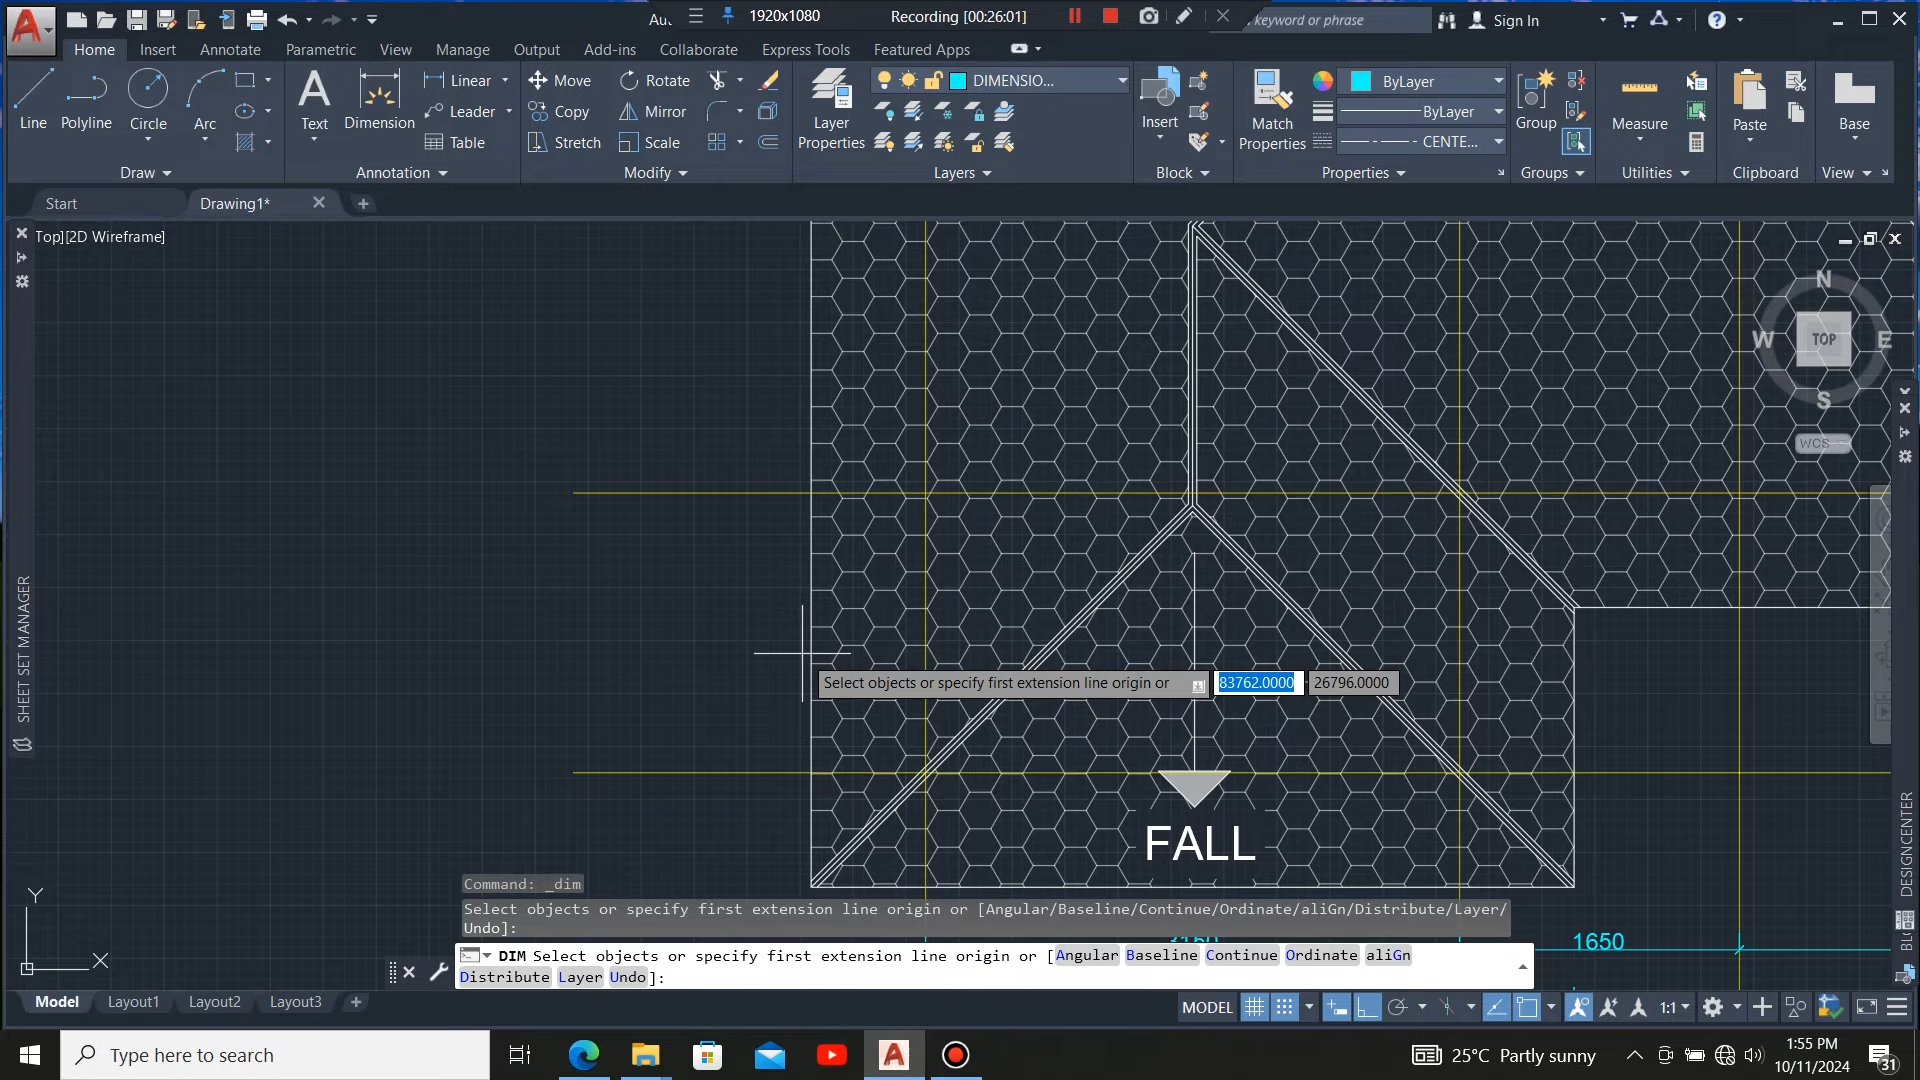 Au
1920x1080
Recording [00:26:01]
keyword or phrase
Sign In
Home
Insert
Annotate
Parametric
View
Manage
Output
Add-ins
Collaborate
Express Tools
Featured Apps
Line
Polyline
Circle
Arc
Text
Dimension
Linear
Leader
Table
Move
Rotate
Copy
Mirror
Stretch
Scale
Layer
Properties
DIMENSIO...
Insert
Match
Properties
ByLayer
ByLayer
CENTE...
Group
Measure
Paste
Base
Draw
Annotation
Modify
Layers
Block
Properties
Groups
Utilities
Clipboard
View
Start
Drawing1*
Top][2D Wireframe]
N
W
TOP
E
S
WCS
SHEET SET MANAGER
DESIGNCENTER
Select objects or specify first extension line origin or
83762.0000
26796.0000
FALL
1650
Y
X
Command: _dim
Select objects or specify first extension line origin or [Angular/Baseline/Continue/Ordinate/aliGn/Distribute/Layer/
Undo]:
DIM Select objects or specify first extension line origin or [Angular Baseline Continue Ordinate aliGn
Distribute Layer Undo]:
Model
Layout1
Layout2
Layout3
MODEL
1:1
Type here to search
25°C Partly sunny
1:55 PM
10/11/2024
31